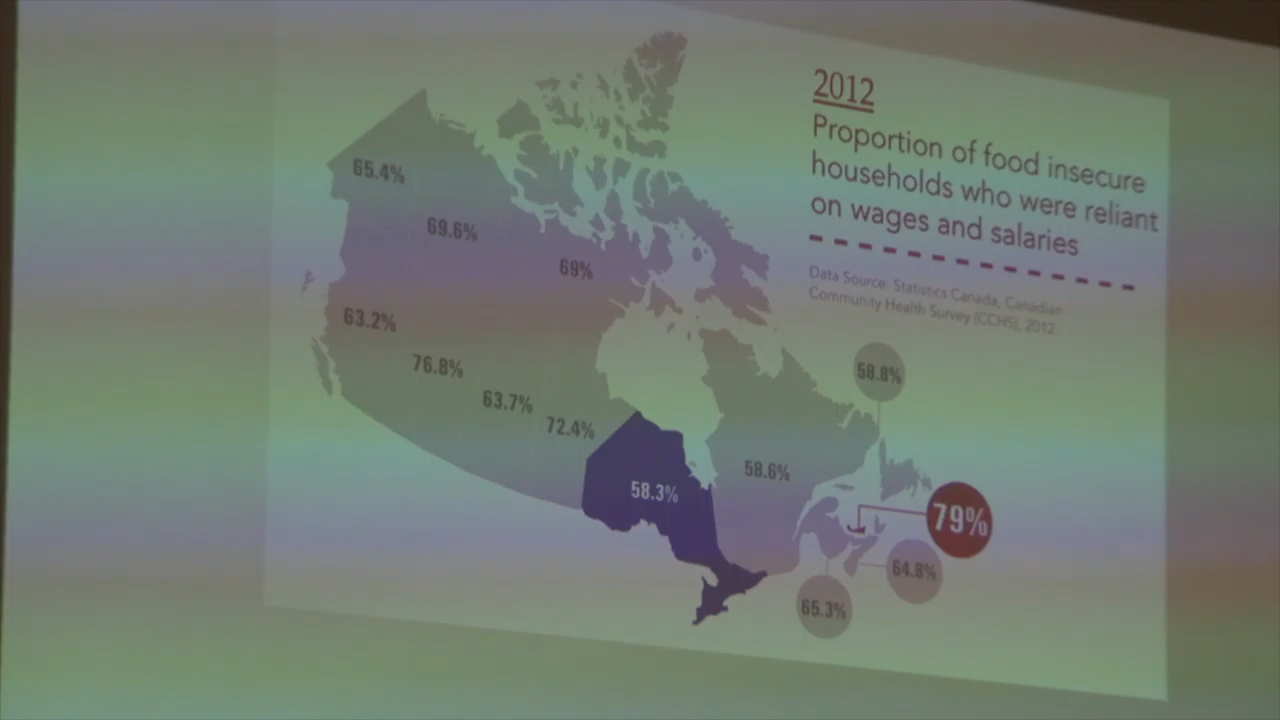 2012
Proportion of food insecure
households who were reliant
on wages and salaries
Data Source: Statistics Canada, Canadian
Community Health Survey (CCHS), 2012.
65.4%
69.6%
69%
63.2%
76.8%
63.7%
72.4%
58.3%
58.6%
58.8%
79%
64.8%
65.3%